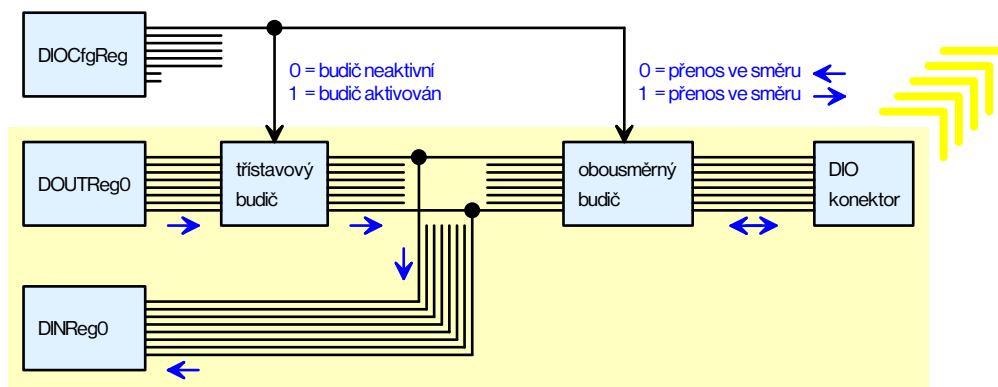 DIOCfgReg
0 = budič neaktivní
1 = budič aktivován
0 = přenos ve směru
1 = přenos ve směru
DOUTReg0
třístavový
budič
obousměrný
budič
DIO
konektor
DINReg0